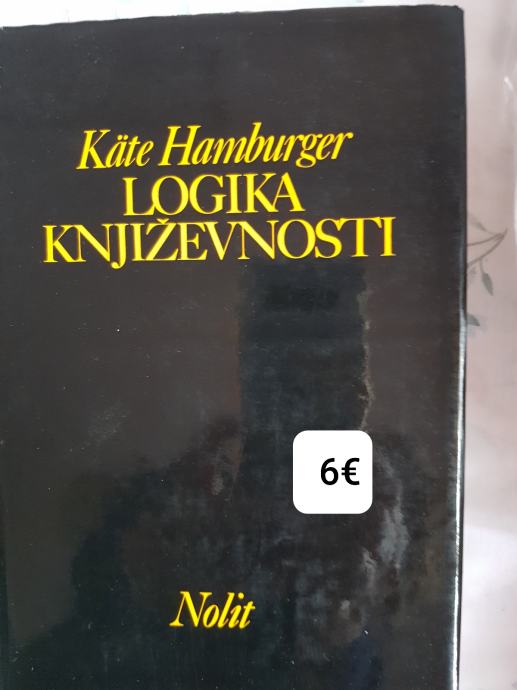 Käte Hamburger
LOGIKA
KNJIŽEVNOSTI
6€
Nolit